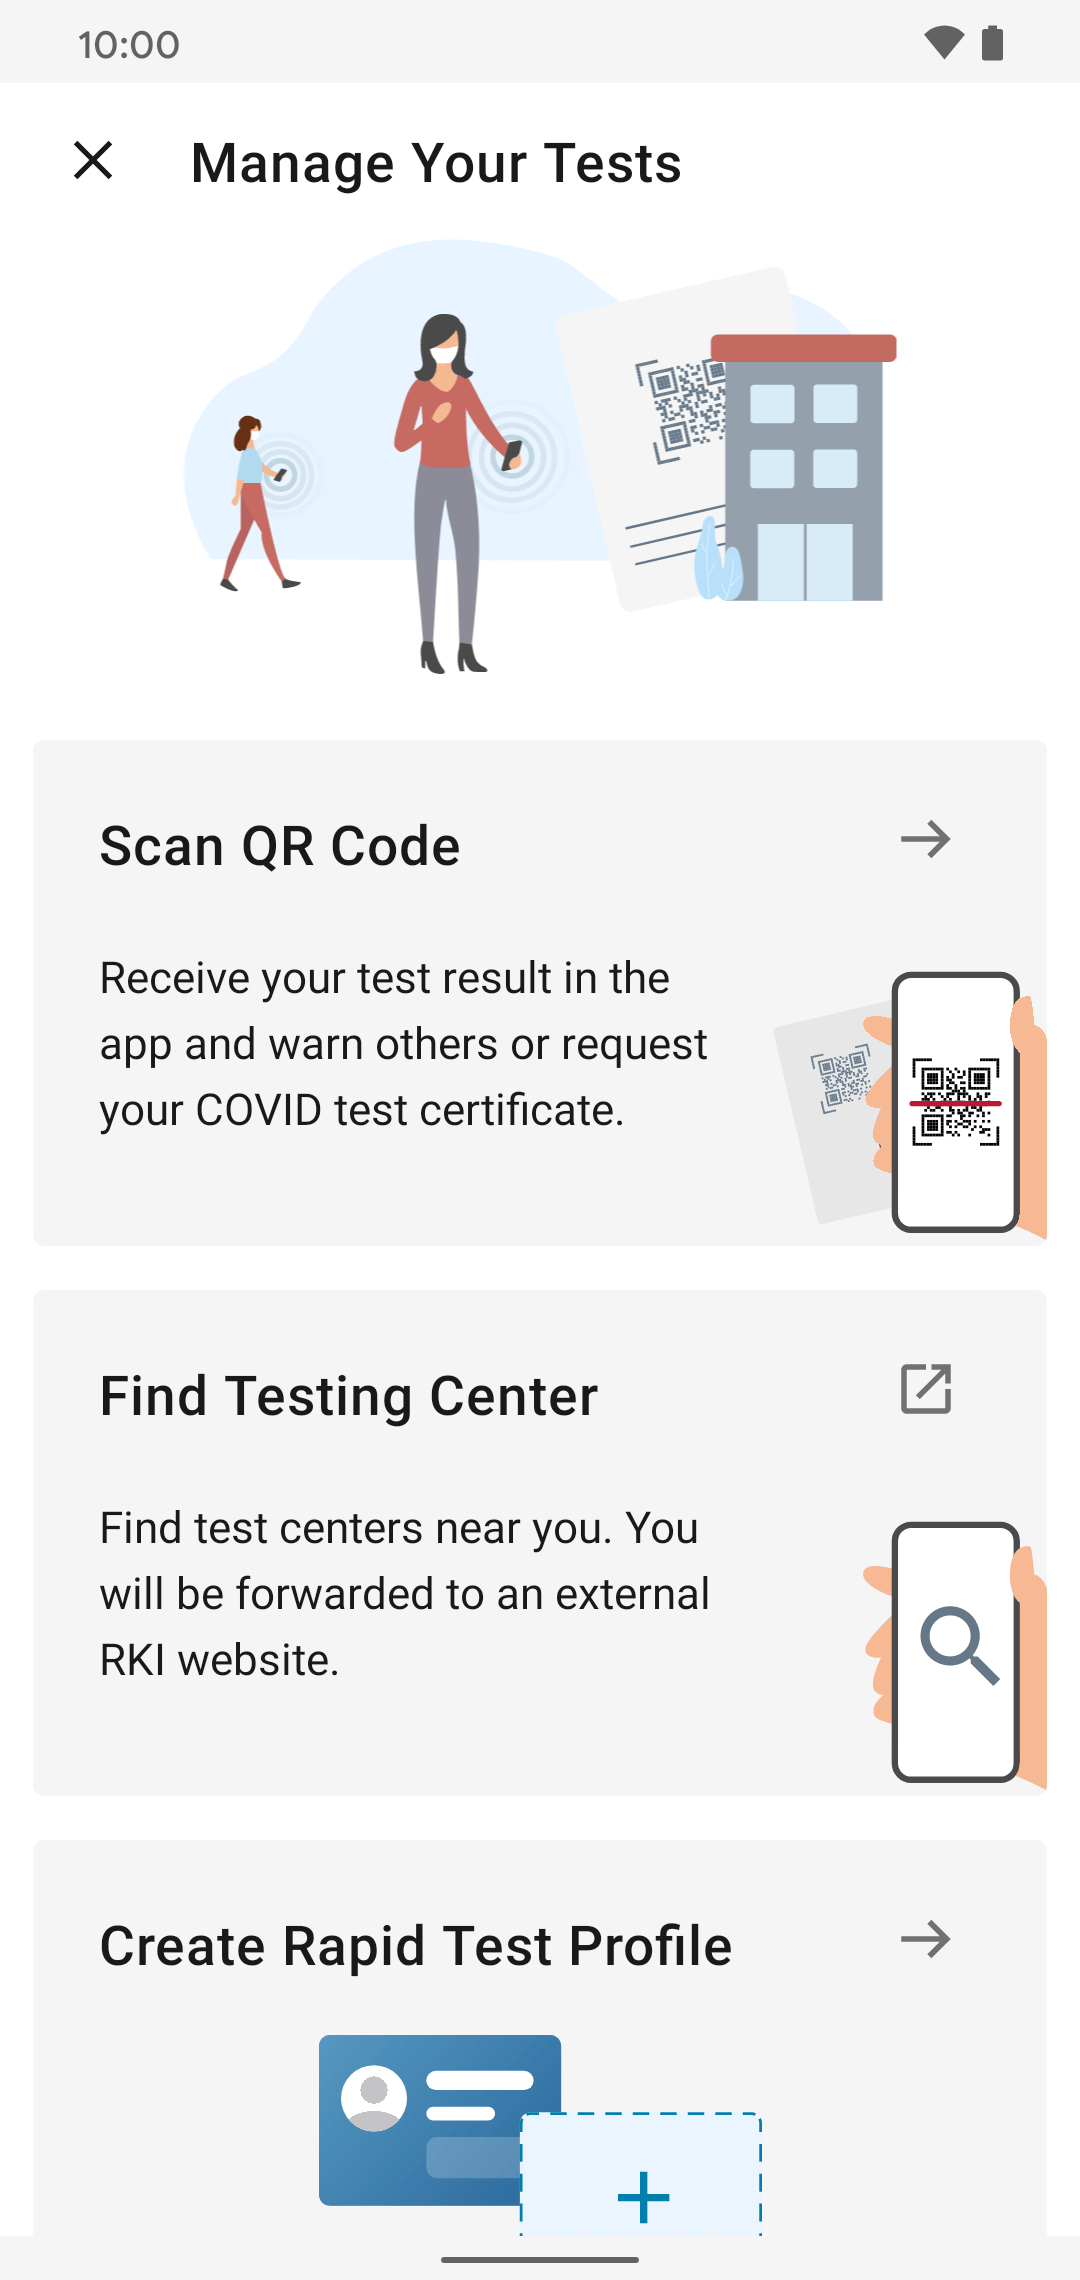 10:00
Manage Your Tests
Scan QR Code
Receive your test result in the
app and warn others or request
your COVID test certificate.
Find Testing Center
Find test centers near you. You
will be forwarded to an external
RKI website.
Create Rapid Test Profile